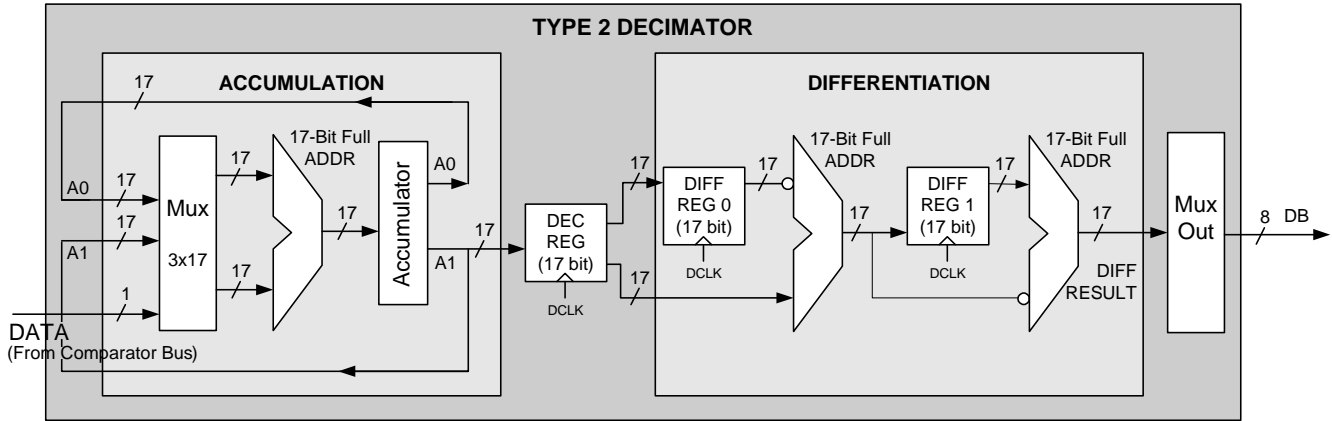 TYPE 2 DECIMATOR
ACCUMULATION
17
A0
17
17
A1
1
DATA
(From Comparator Bus)
Mux
3x17
17
17
17-Bit Full
ADDR
17
Accumulator
A0
A1
17
DEC
REG
(17 bit)
DCLK
17
17
DIFFERENTIATION
DIFF
REG 0
(17 bit)
DCLK
17
17-Bit Full
ADDR
17
DIFF
REG 1
(17 bit)
DCLK
17
17-Bit Full
ADDR
17
DIFF
RESULT
Mux
Out
8
DB